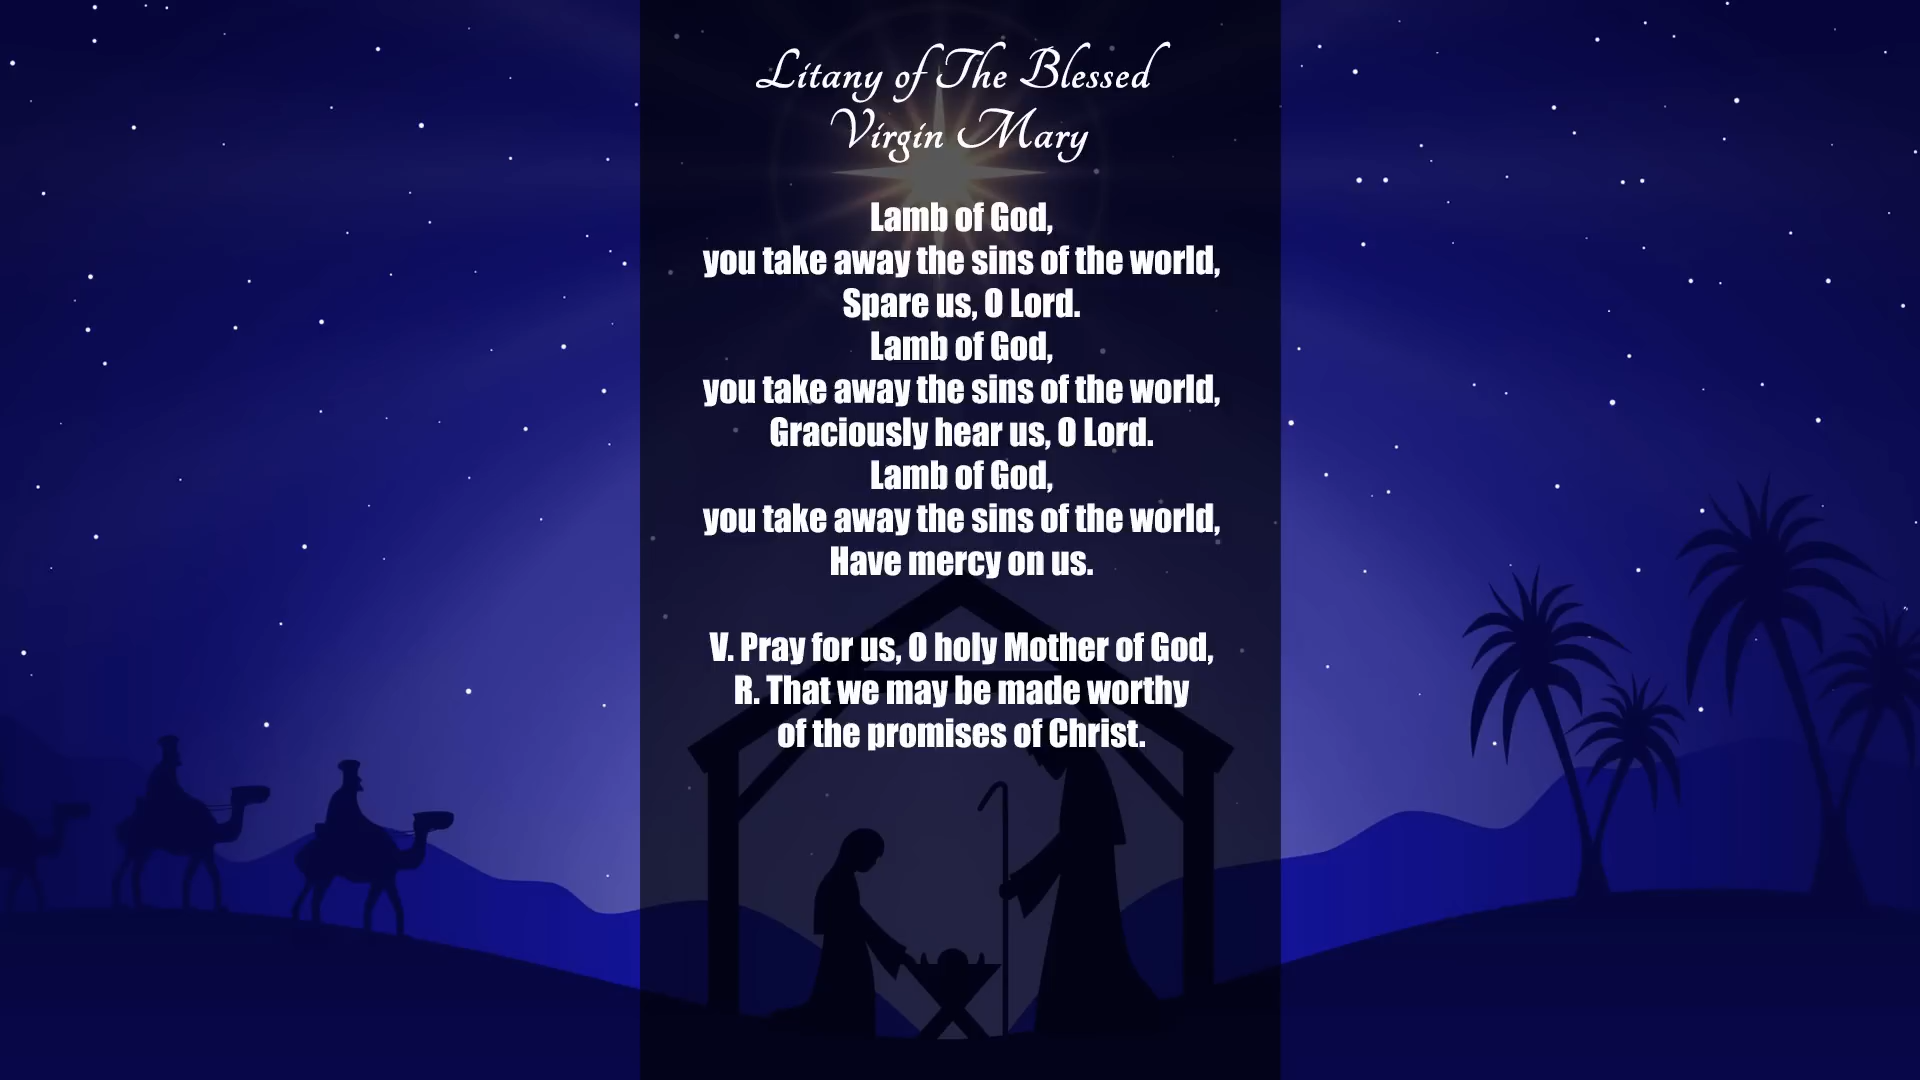 Litany of The Blessed
Virgin Mary
Lamb of God,
you take away the sins of the world,
Spare us, O Lord.
Lamb of God,
you take away the sins of the world,
Graciously hear us, O Lord.
Lamb of God,
you take away the sins of the world,
Have mercy on us.
V. Pray for us, O holy Mother of God,
R. That we may be made worthy
of the promises of Christ.